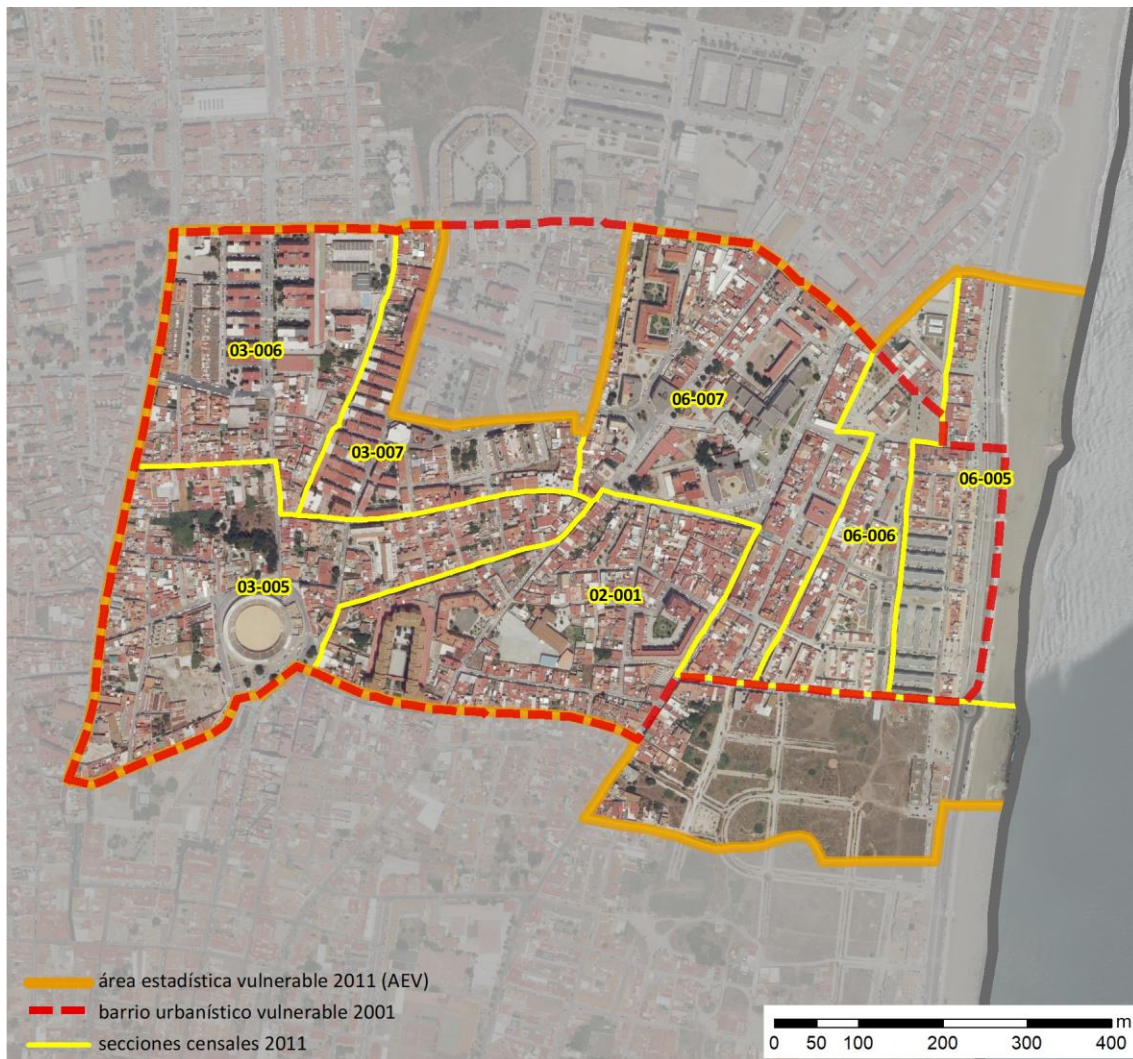 03-006
06-007
03-007
06-005
06-006
03-005
02-001
área estadística vulnerable 2011 (AEV)
barrio urbanístico vulnerable 2001
secciones censales 2011
m
0 50 100 200 300 400